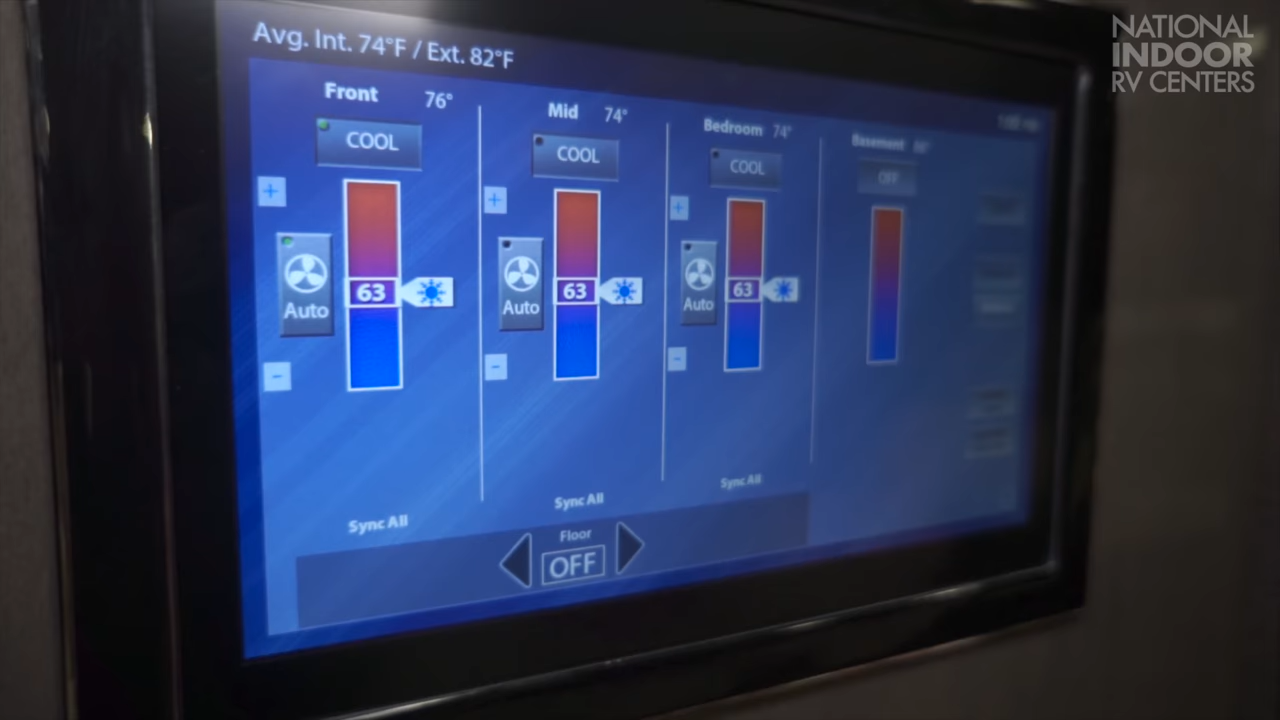 NATIONAL
INDOOR
RV CENTERS
Avg. Int. 74°F / Ext. 82°F
Front 76°
COOL
+
63
Auto
-
Sync All
Mid 74°
COOL
+
63
Auto
-
Sync All
Bedroom 74°
COOL
+
63
Auto
-
Sync All
Basement
OFF
Floor
OFF